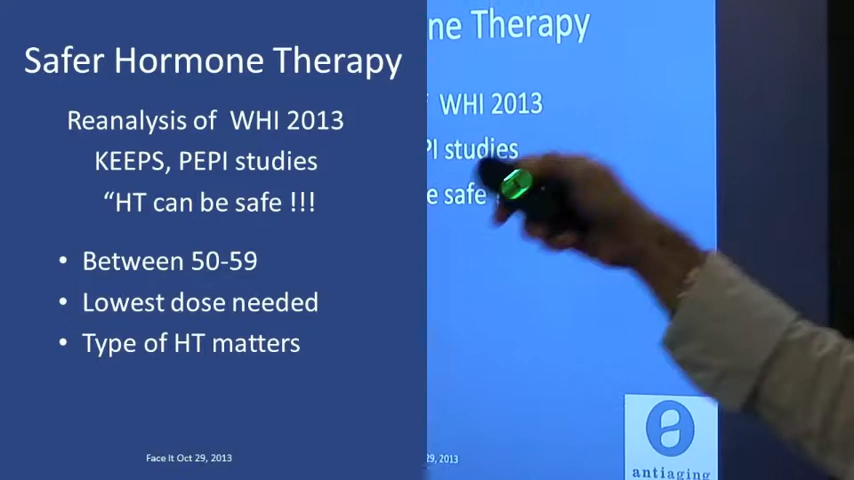 Safer Hormone Therapy
Reanalysis of WHI 2013
KEEPS, PEPI studies
“HT can be safe !!!
• Between 50-59
• Lowest dose needed
• Type of HT matters
Face It Oct 29, 2013
ne Therapy
WHI 2013
PI studies
e safe
29, 2013
antiaging